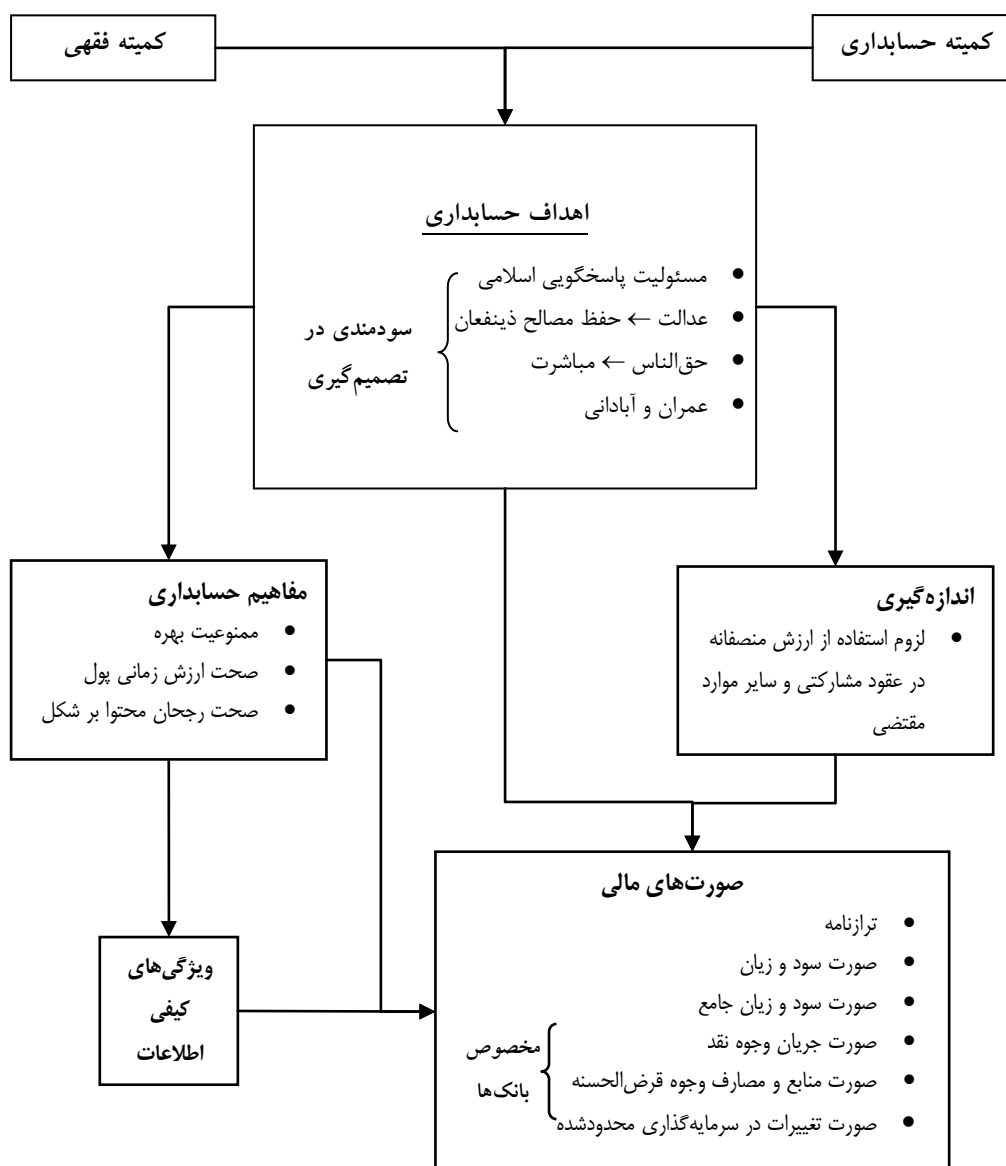 کمیته حسابداری
کمیته فقهی
اهداف حسابداری
• مسئولیت پاسخگویی اسلامی
• عدالت ← حفظ مصالح ذینفعان
• حق‌الناس ← مباشرت
• عمران و آبادانی
سودمندی در
تصمیم‌گیری
اندازه‌گیری
• لزوم استفاده از ارزش منصفانه
در عقود مشارکتی و سایر موارد
مقتضی
مفاهیم حسابداری
• ممنوعیت بهره
• صحت ارزش زمانی پول
• صحت رجحان محتوا بر شکل
صورت‌های مالی
• ترازنامه
• صورت سود و زیان
• صورت سود و زیان جامع
• صورت جریان وجوه نقد
• صورت منابع و مصارف وجوه قرض‌الحسنه
• صورت تغییرات در سرمایه‌گذاری محدودشده
مخصوص
بانک‌ها
ویژگی‌های
کیفی
اطلاعات